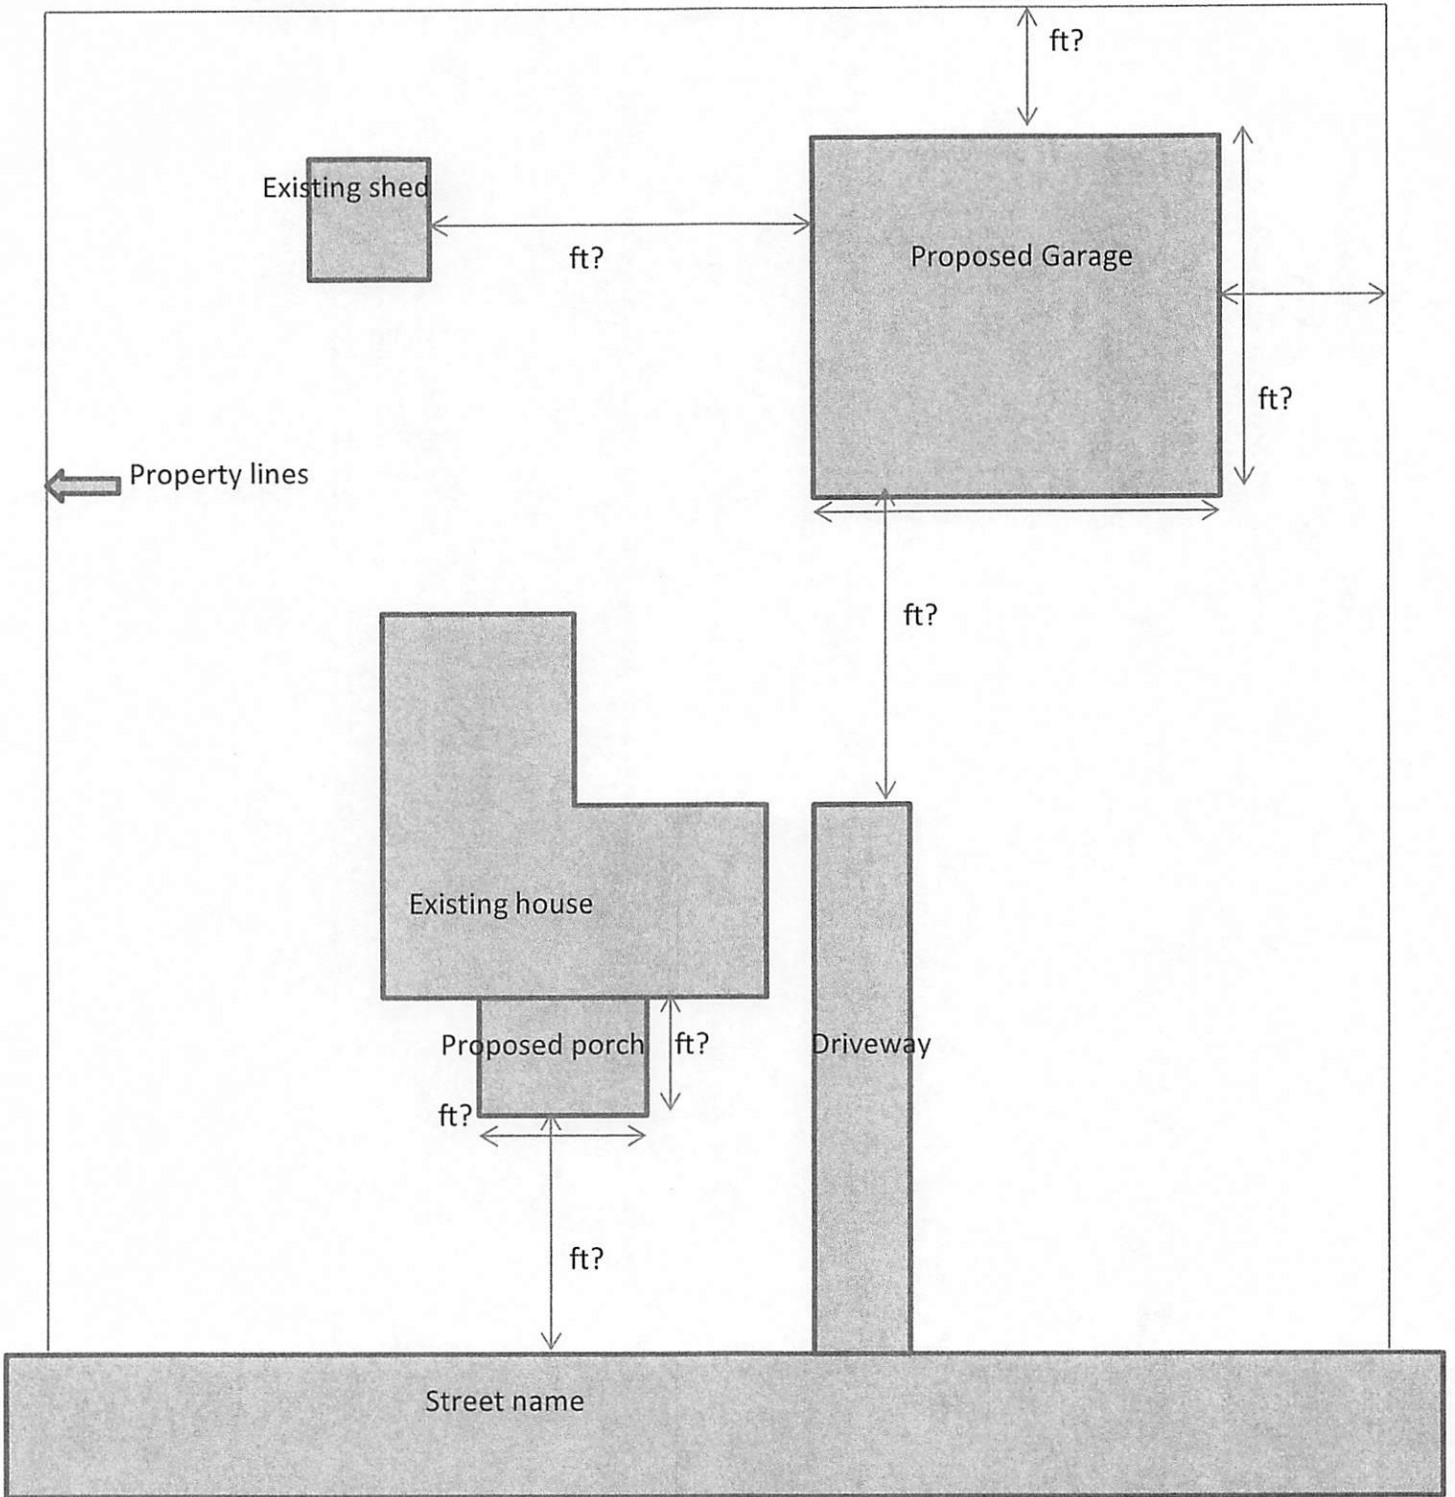 ft?
Existing shed
ft?
Proposed Garage
ft?
Property lines
ft?
Existing house
Proposed porch
ft?
Driveway
ft?
ft?
Street name